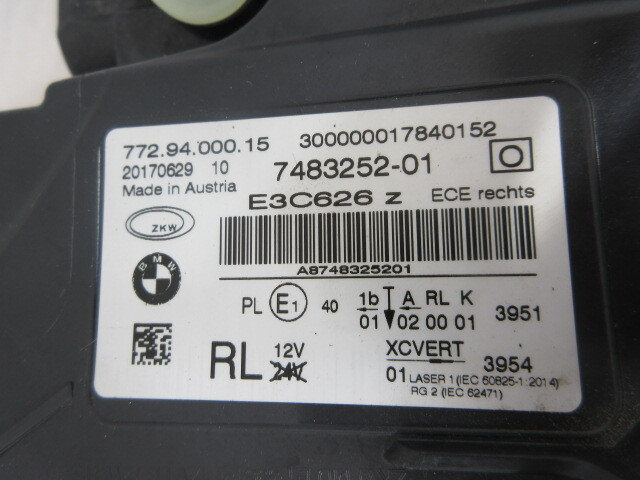 772.94.000.15 300000017840152
20170629 10 7483252-01
Made in Austria E3C626 z ECE rechts
ZKW
A8748325201
BMW
PL E1 40 1b A RL K 3951
01 02 00 01
RL 12V XCVERT 3954
24V 01 LASER 1 (IEC 60825-1:2014)
RG 2 (IEC 62471)